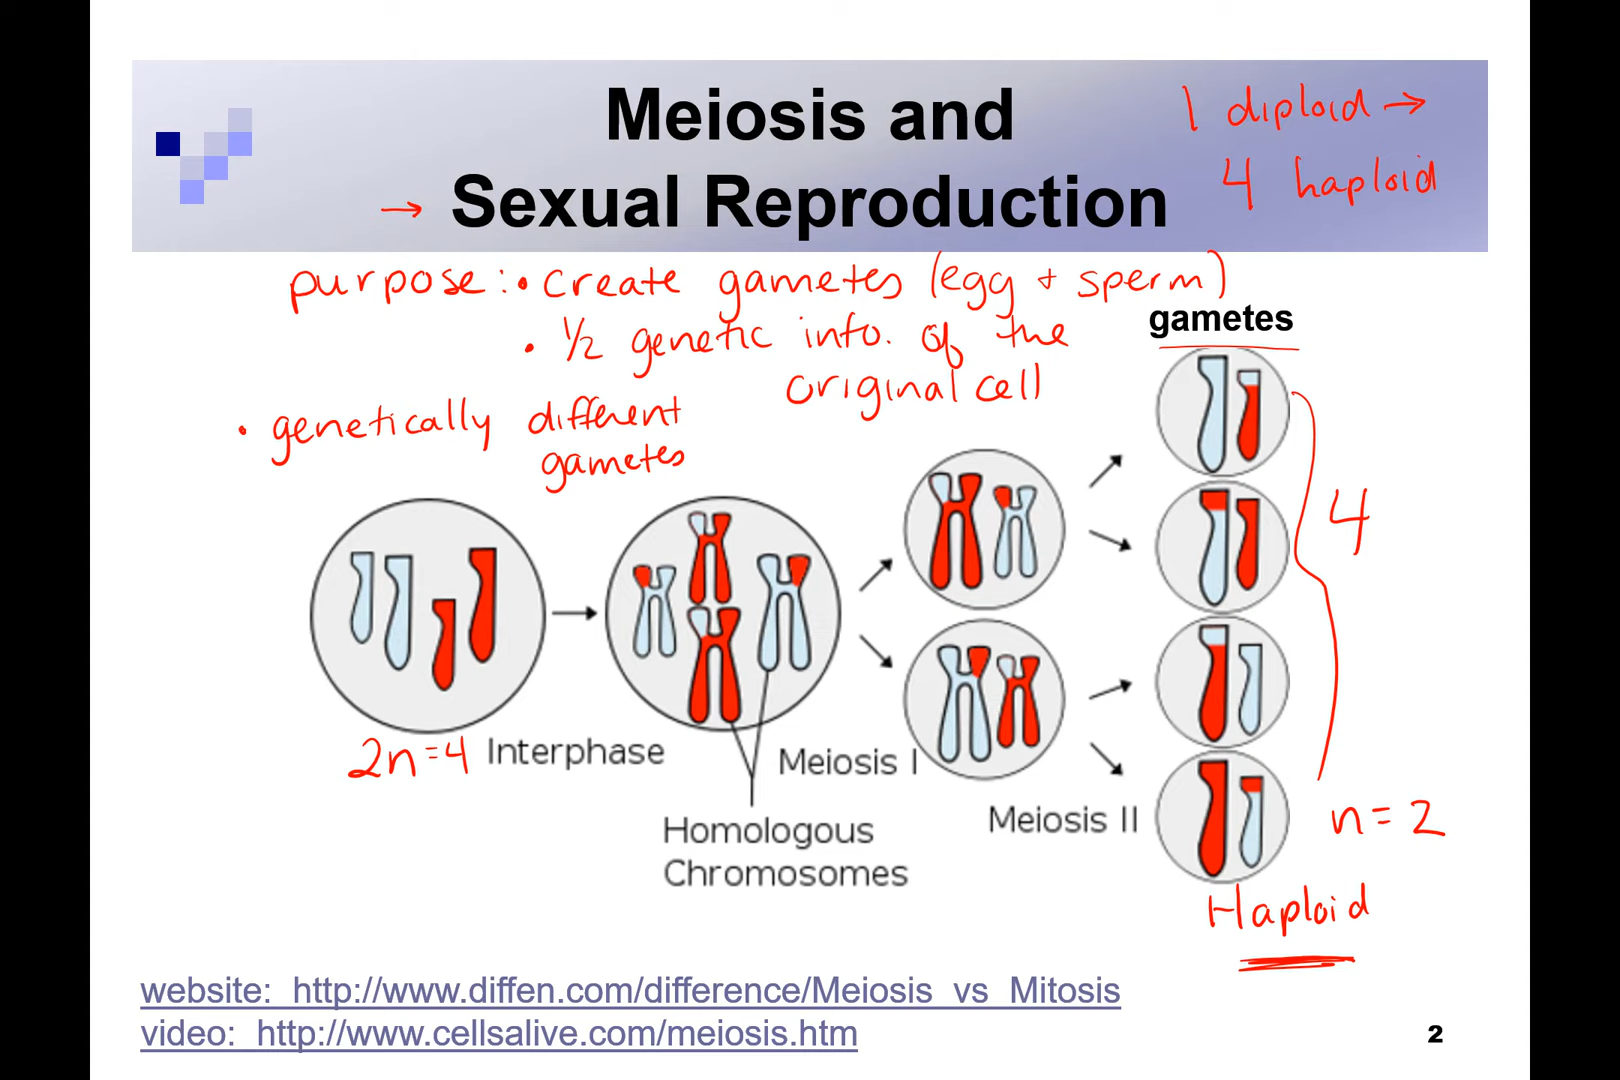 Meiosis and
1 diploid →
4 haploid
→ Sexual Reproduction
purpose: • create gametes (egg + sperm)
gametes
• 1/2 genetic info. of the
original cell
• genetically different
gametes
4
2n=4 Interphase
Meiosis I
Homologous
Chromosomes
Meiosis II
n=2
Haploid
website: http://www.diffen.com/difference/Meiosis_vs_Mitosis
video: http://www.cellsalive.com/meiosis.htm
2